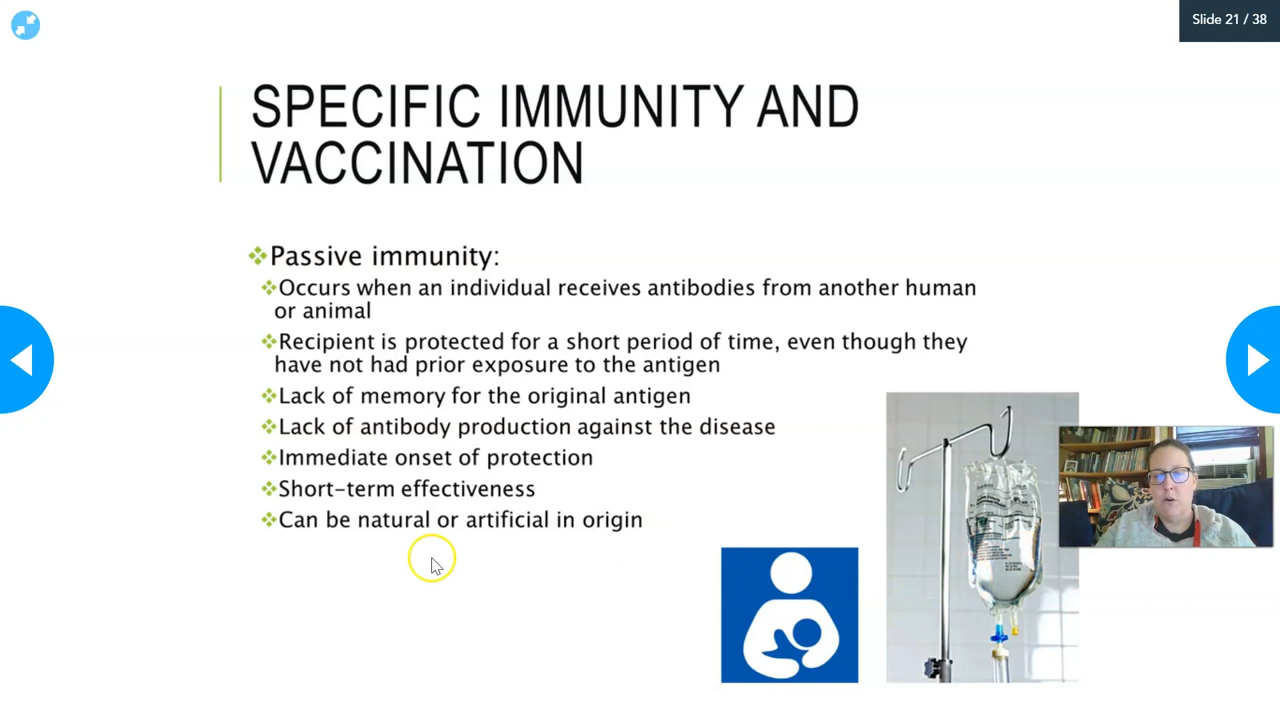 Slide 21 / 38
SPECIFIC IMMUNITY AND
VACCINATION
Passive immunity:
Occurs when an individual receives antibodies from another human
or animal
Recipient is protected for a short period of time, even though they
have not had prior exposure to the antigen
Lack of memory for the original antigen
Lack of antibody production against the disease
Immediate onset of protection
Short-term effectiveness
Can be natural or artificial in origin